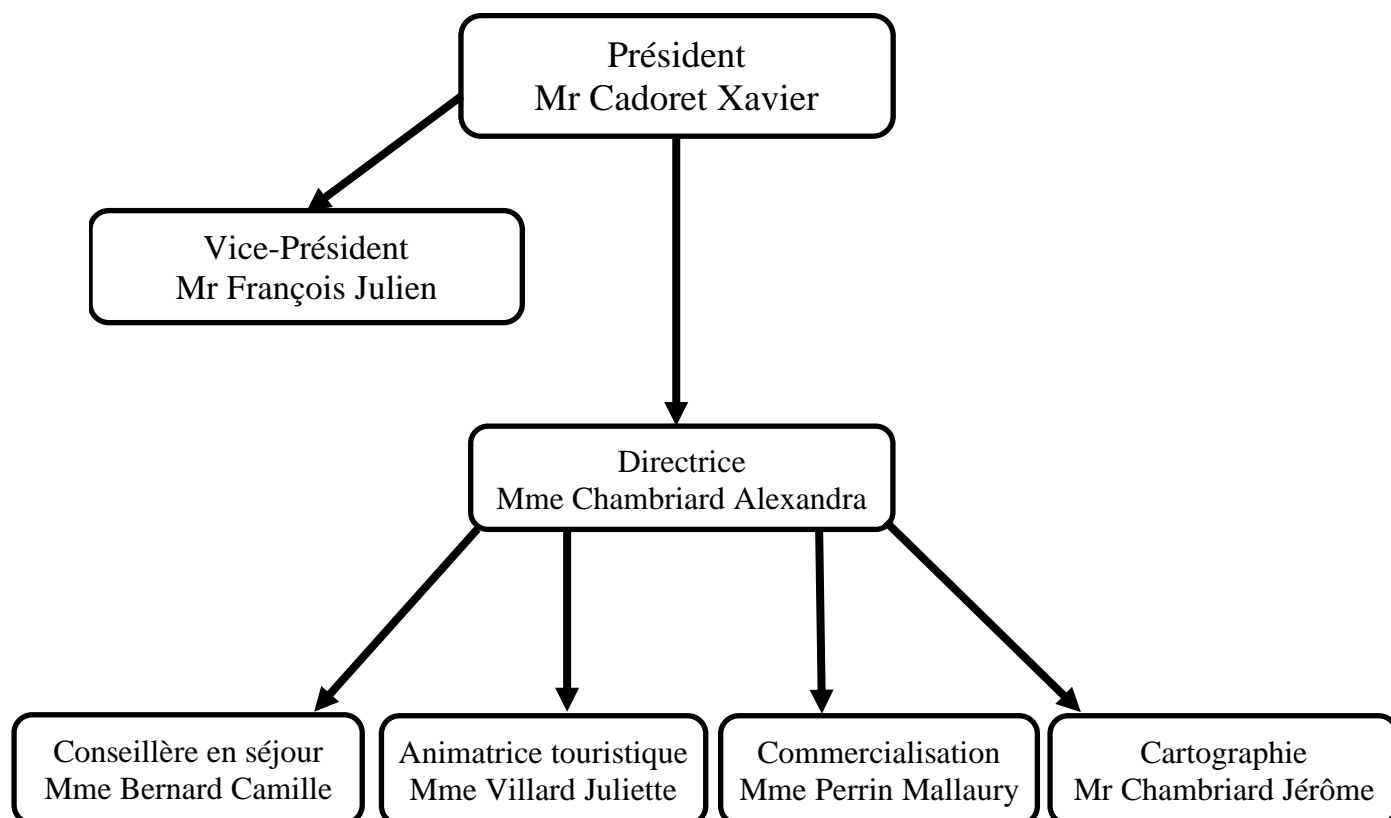 Président
Mr Cadoret Xavier
Vice-Président
Mr François Julien
Directrice
Mme Chambriard Alexandra
Conseillère en séjour
Mme Bernard Camille
Animatrice touristique
Mme Villard Juliette
Commercialisation
Mme Perrin Mallaury
Cartographie
Mr Chambriard Jérôme